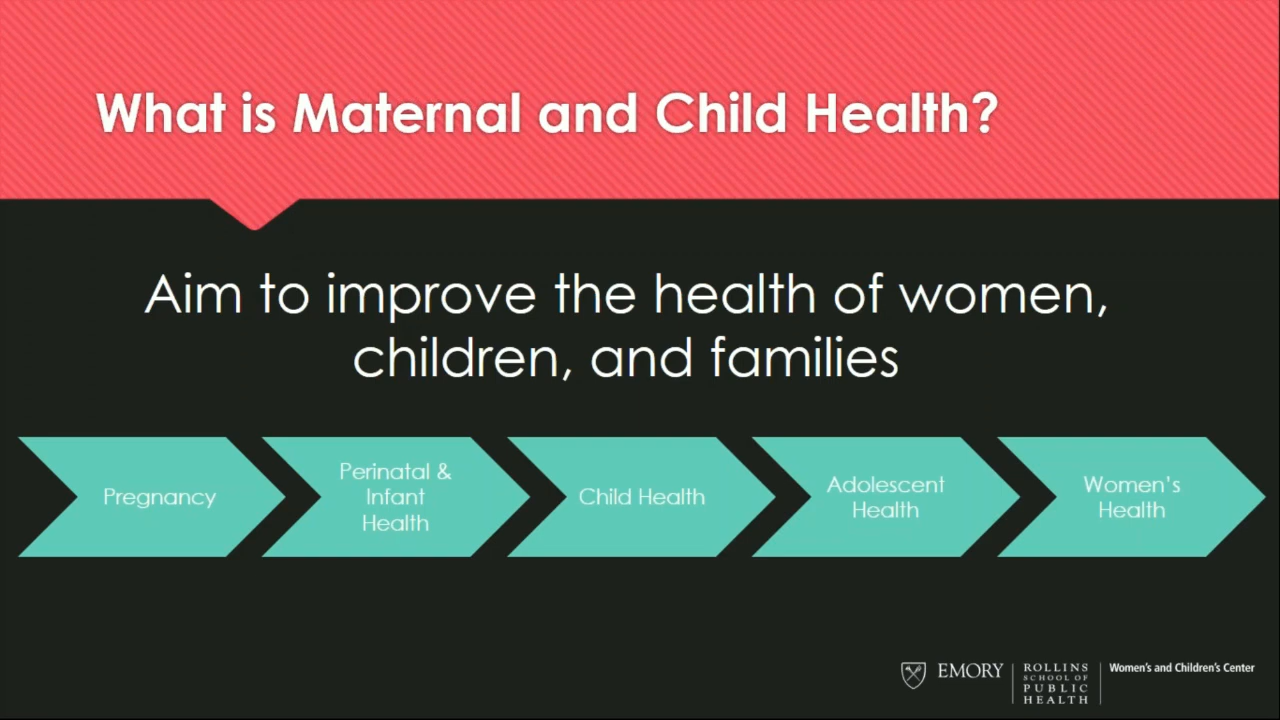 What is Maternal and Child Health?
Aim to improve the health of women,
children, and families
Pregnancy
Perinatal &
Infant
Health
Child Health
Adolescent
Health
Women's
Health
EMORY
ROLLINS
SCHOOL OF
PUBLIC
HEALTH
Women's and Children's Center